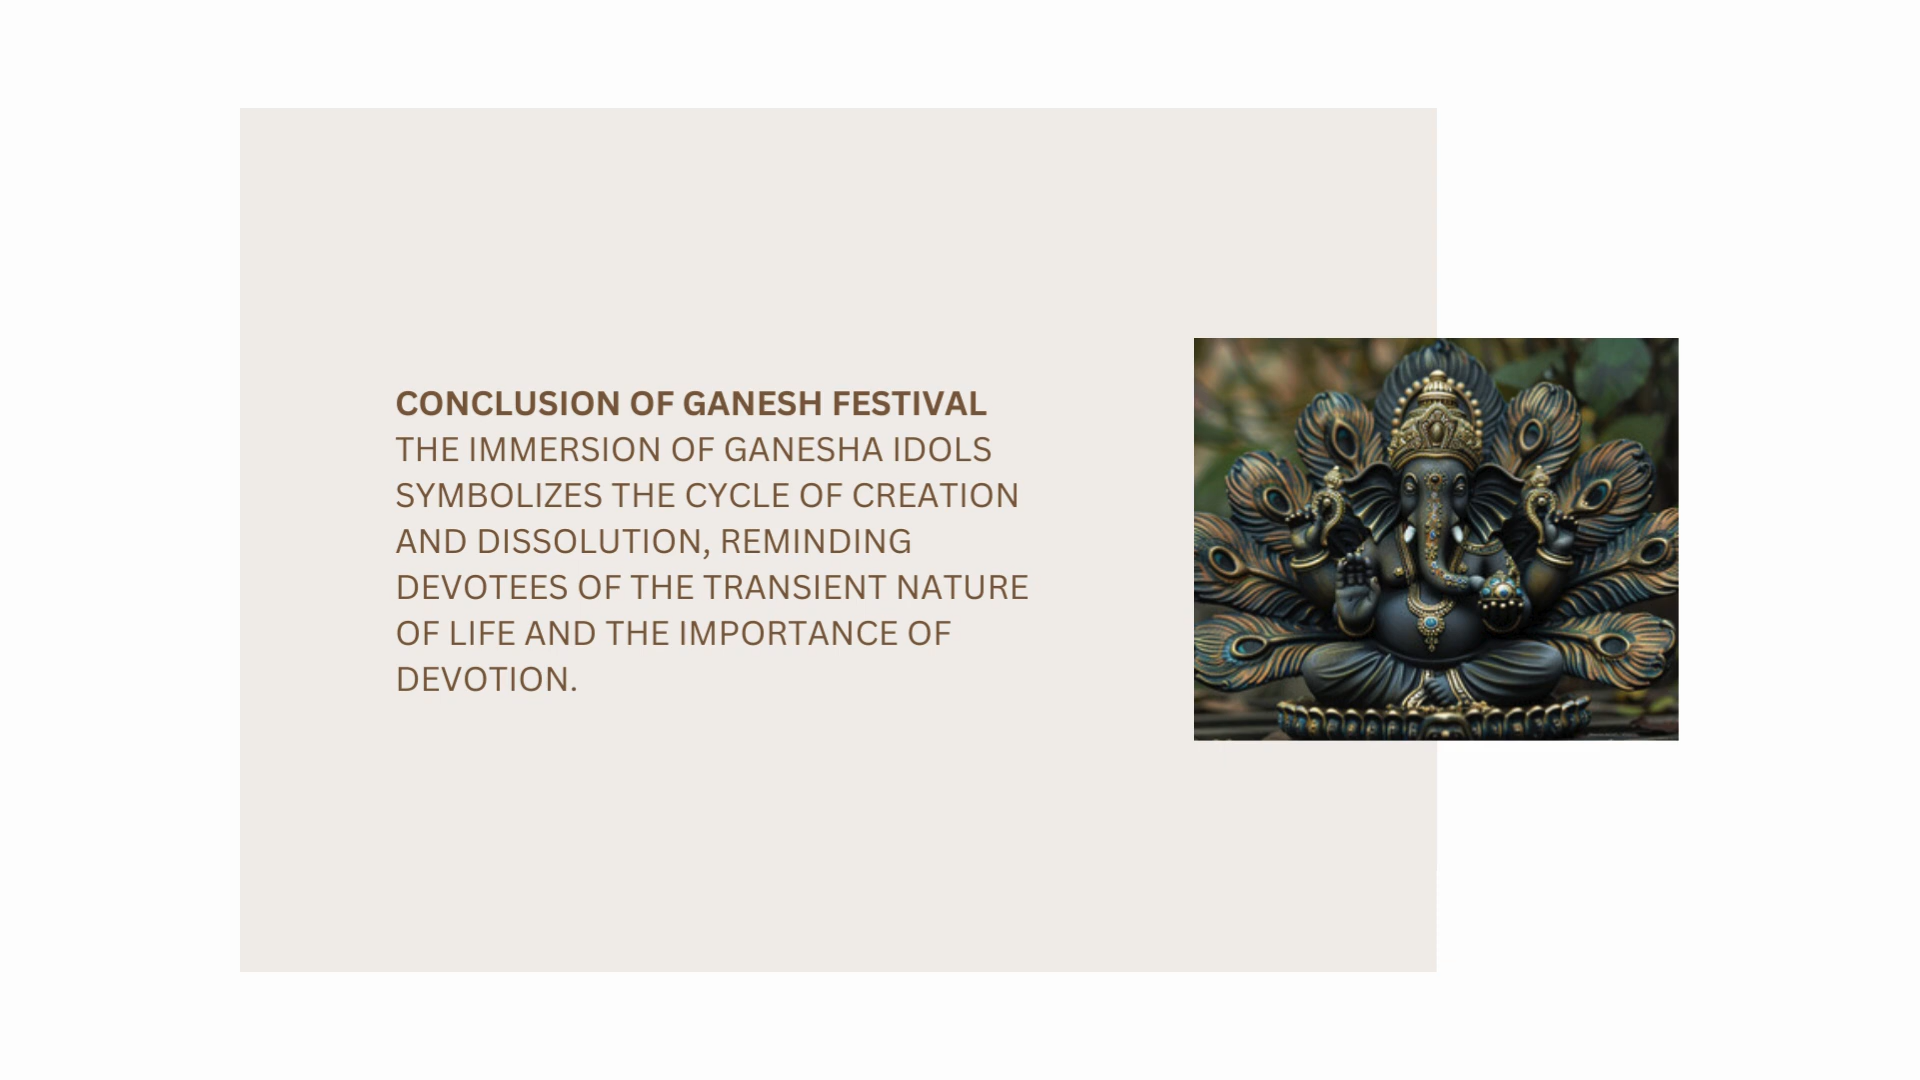 CONCLUSION OF GANESH FESTIVAL
THE IMMERSION OF GANESHA IDOLS
SYMBOLIZES THE CYCLE OF CREATION
AND DISSOLUTION, REMINDING
DEVOTEES OF THE TRANSIENT NATURE
OF LIFE AND THE IMPORTANCE OF
DEVOTION.